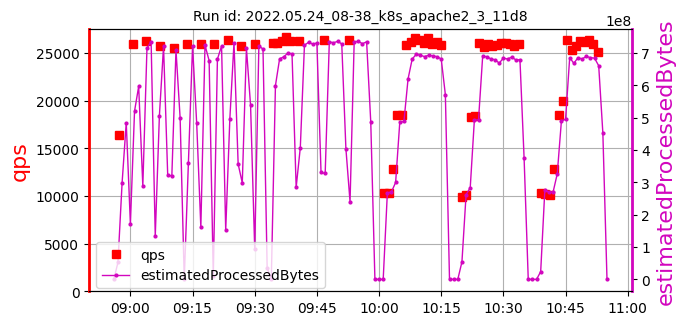 Run id: 2022.05.24_08-38_k8s_apache2_3_11d8
1e8
25000
20000
15000
10000
5000
0
qps
7
6
5
4
3
2
1
0
estimatedProcessedBytes
qps
estimatedProcessedBytes
09:00 09:15 09:30 09:45 10:00 10:15 10:30 10:45 11:00